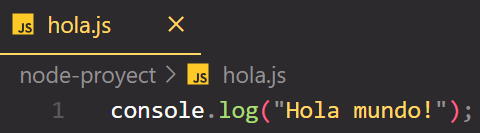 JS hola.js ×
node-proyect > JS hola.js
1 console.log("Hola mundo!");